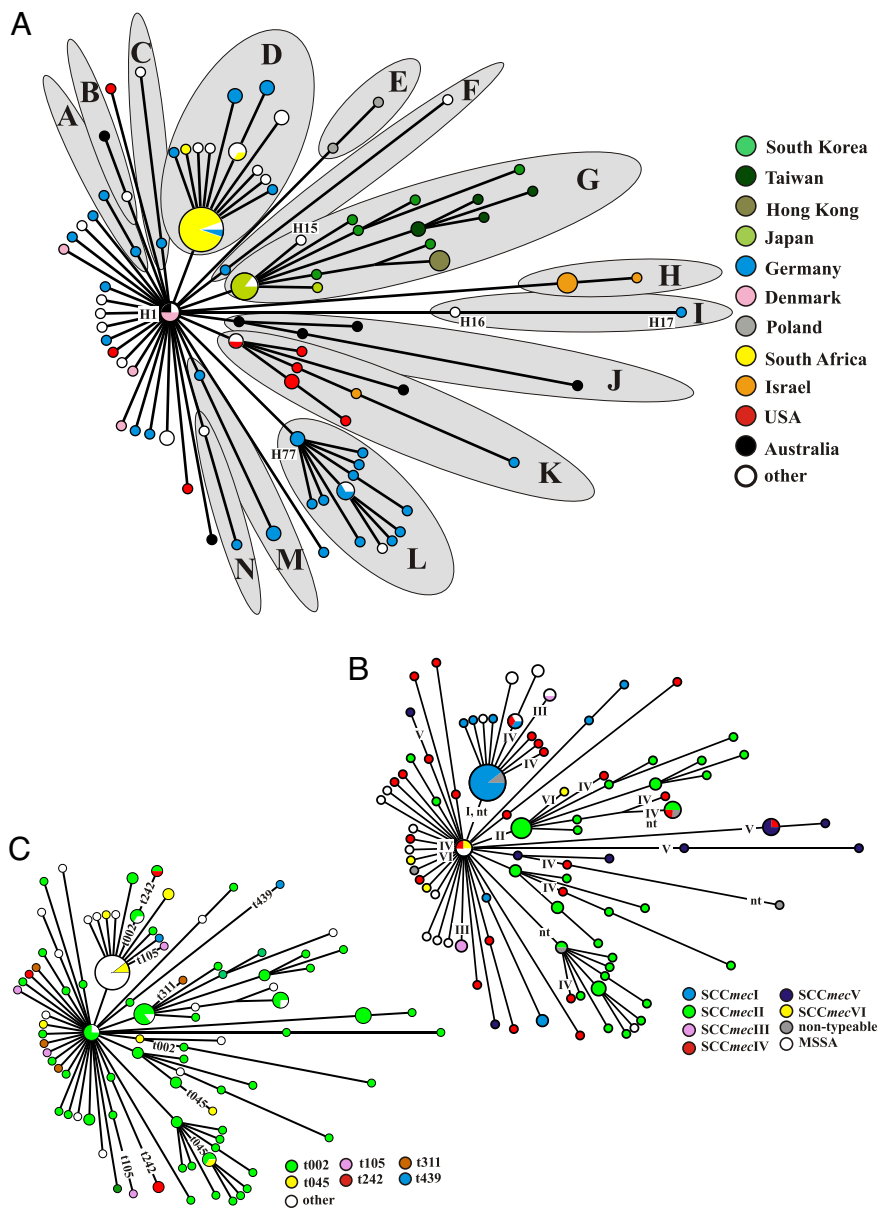 A
A
B
C
D
E
F
G
H
I
J
K
L
M
N
H1
H15
H16
H17
H77
South Korea
Taiwan
Hong Kong
Japan
Germany
Denmark
Poland
South Africa
Israel
USA
Australia
other
B
III
IV
IV
V
I, nt
VI
IV
IV
IV
nt
II
V
V
IV
VI
IV
IV
nt
nt
IV
III
SCCmecI
SCCmecII
SCCmecIII
SCCmecIV
SCCmecV
SCCmecVI
non-typeable
MSSA
C
t242
t439
t002
t105
t311
t002
t045
t045
t105
t242
t002
t045
other
t105
t242
t311
t439